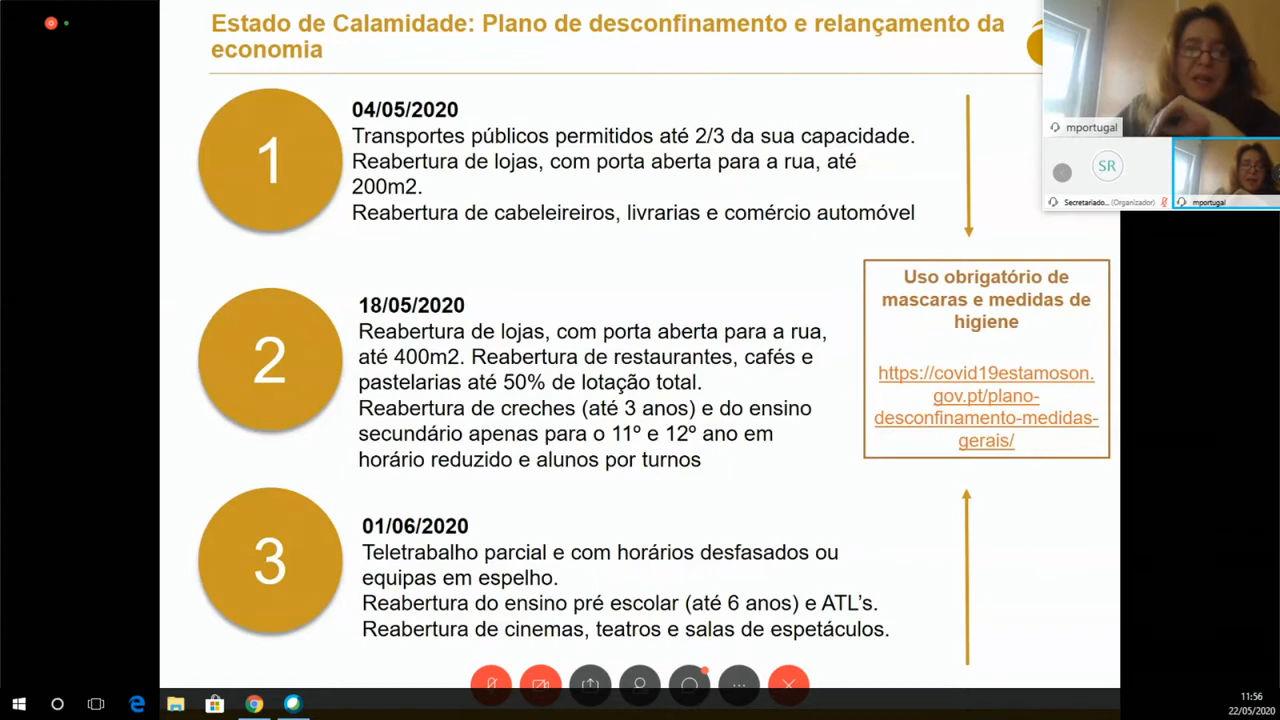 Estado de Calamidade: Plano de desconfinamento e relançamento da
economia
1
04/05/2020
Transportes públicos permitidos até 2/3 da sua capacidade.
Reabertura de lojas, com porta aberta para a rua, até
200m2.
Reabertura de cabeleireiros, livrarias e comércio automóvel
2
18/05/2020
Reabertura de lojas, com porta aberta para a rua,
até 400m2. Reabertura de restaurantes, cafés e
pastelarias até 50% de lotação total.
Reabertura de creches (até 3 anos) e do ensino
secundário apenas para o 11º e 12º ano em
horário reduzido e alunos por turnos
3
01/06/2020
Teletrabalho parcial e com horários desfasados ou
equipas em espelho.
Reabertura do ensino pré escolar (até 6 anos) e ATL’s.
Reabertura de cinemas, teatros e salas de espetáculos.
Uso obrigatório de
mascaras e medidas de
higiene
https://covid19estamoson.
gov.pt/plano-
desconfinamento-medidas-
gerais/
mportugal
SR
Secretariado... (Organizador)
mportugal
11:56
22/05/2020